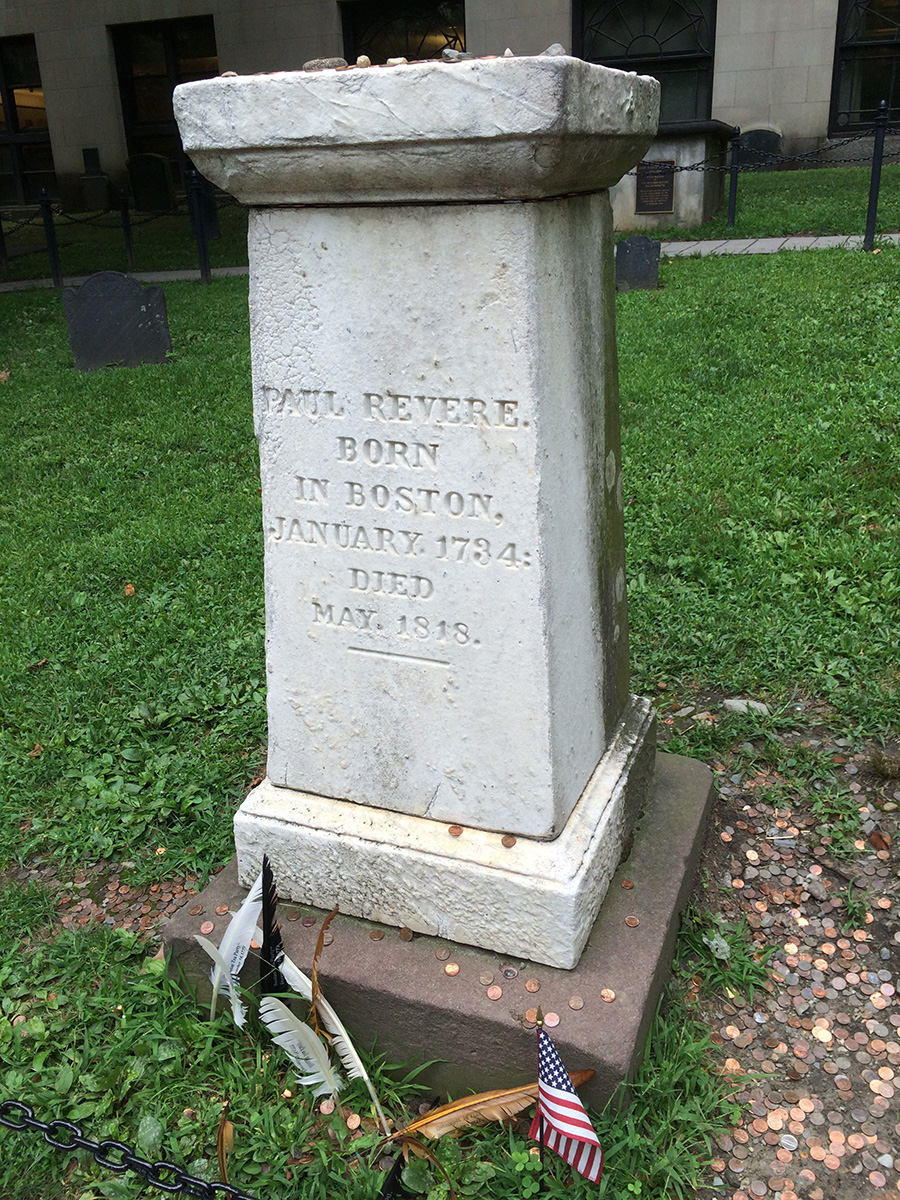 PAUL REVERE.
BORN
IN BOSTON,
JANUARY. 1734:
DIED
MAY. 1818.